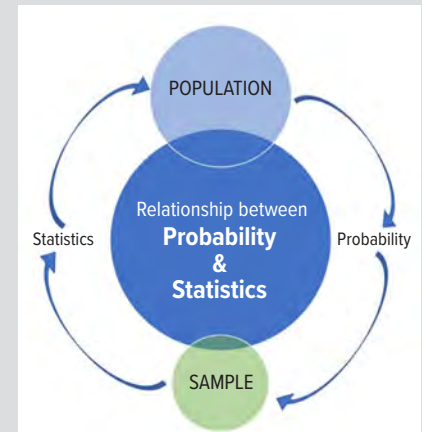 POPULATION
Relationship between
Probability
&
Statistics
Statistics
Probability
SAMPLE